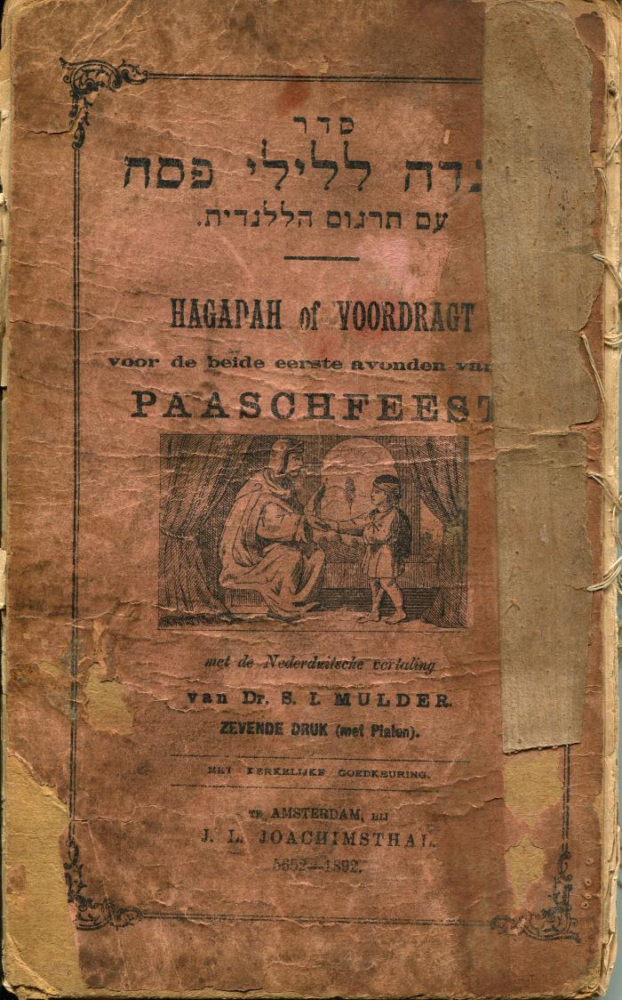 סדר
גדה ללילי פסח
עם תרגום הללנדית.
HAGADAH of VOORDRAGT
voor de beide eerste avonden van
PAASCHFEEST
met de Nederduitsche vertaling
van Dr. S. I. MULDER.
ZEVENDE DRUK (met Platen).
MET KERKELIJKE GOEDKEURING.
TE AMSTERDAM, BIJ
J. L. JOACHIMSTHAL.
5652—1892.